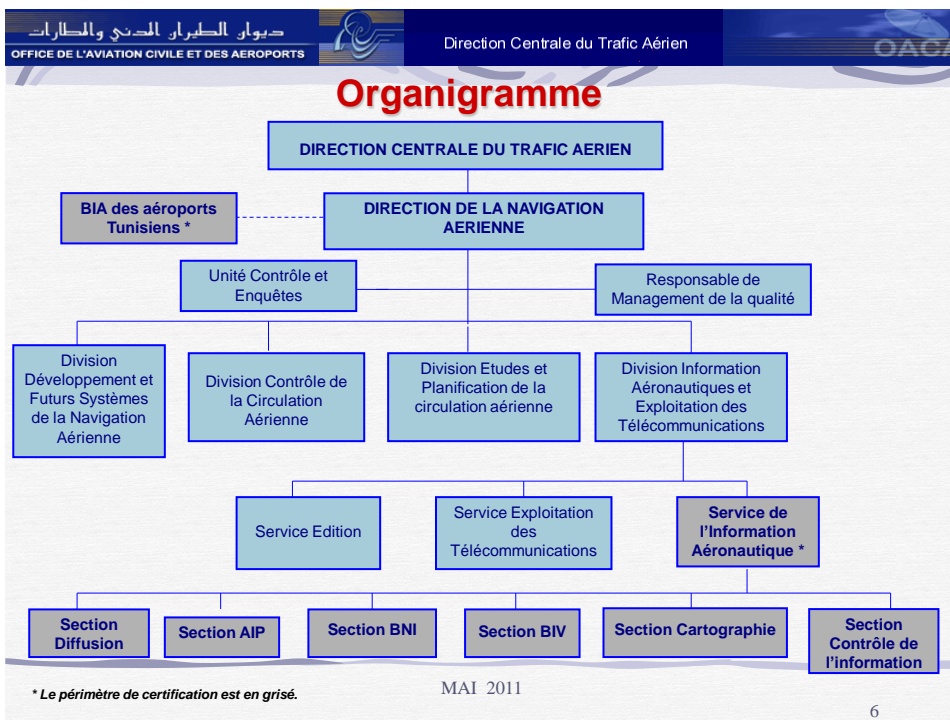 ديوان الطيران المدني والمطارات
OFFICE DE L'AVIATION CIVILE ET DES AEROPORTS
Direction Centrale du Trafic Aérien
OACA
Organigramme
DIRECTION CENTRALE DU TRAFIC AERIEN
BIA des aéroports
Tunisiens *
DIRECTION DE LA NAVIGATION
AERIENNE
Unité Contrôle et
Enquêtes
Responsable de
Management de la qualité
Division
Développement et
Futurs Systèmes
de la Navigation
Aérienne
Division Contrôle de
la Circulation
Aérienne
Division Etudes et
Planification de la
circulation aérienne
Division Information
Aéronautiques et
Exploitation des
Télécommunications
Service Edition
Service Exploitation
des
Télécommunications
Service de
l'Information
Aéronautique *
Section
Diffusion
Section AIP
Section BNI
Section BIV
Section Cartographie
Section
Contrôle de
l'information
* Le périmètre de certification est en grisé.
MAI 2011
6